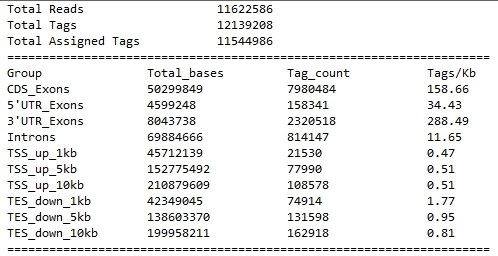 Total Reads 11622586
Total Tags 12139208
Total Assigned Tags 11544986
=====================================================================
Group Total_bases Tag_count Tags/Kb
CDS_Exons 50299849 7980484 158.66
5'UTR_Exons 4599248 158341 34.43
3'UTR_Exons 8043738 2320518 288.49
Introns 69884666 814147 11.65
TSS_up_1kb 45712139 21530 0.47
TSS_up_5kb 152775492 77990 0.51
TSS_up_10kb 210879609 108578 0.51
TES_down_1kb 42349045 74914 1.77
TES_down_5kb 138603370 131598 0.95
TES_down_10kb 199958211 162918 0.81
=====================================================================